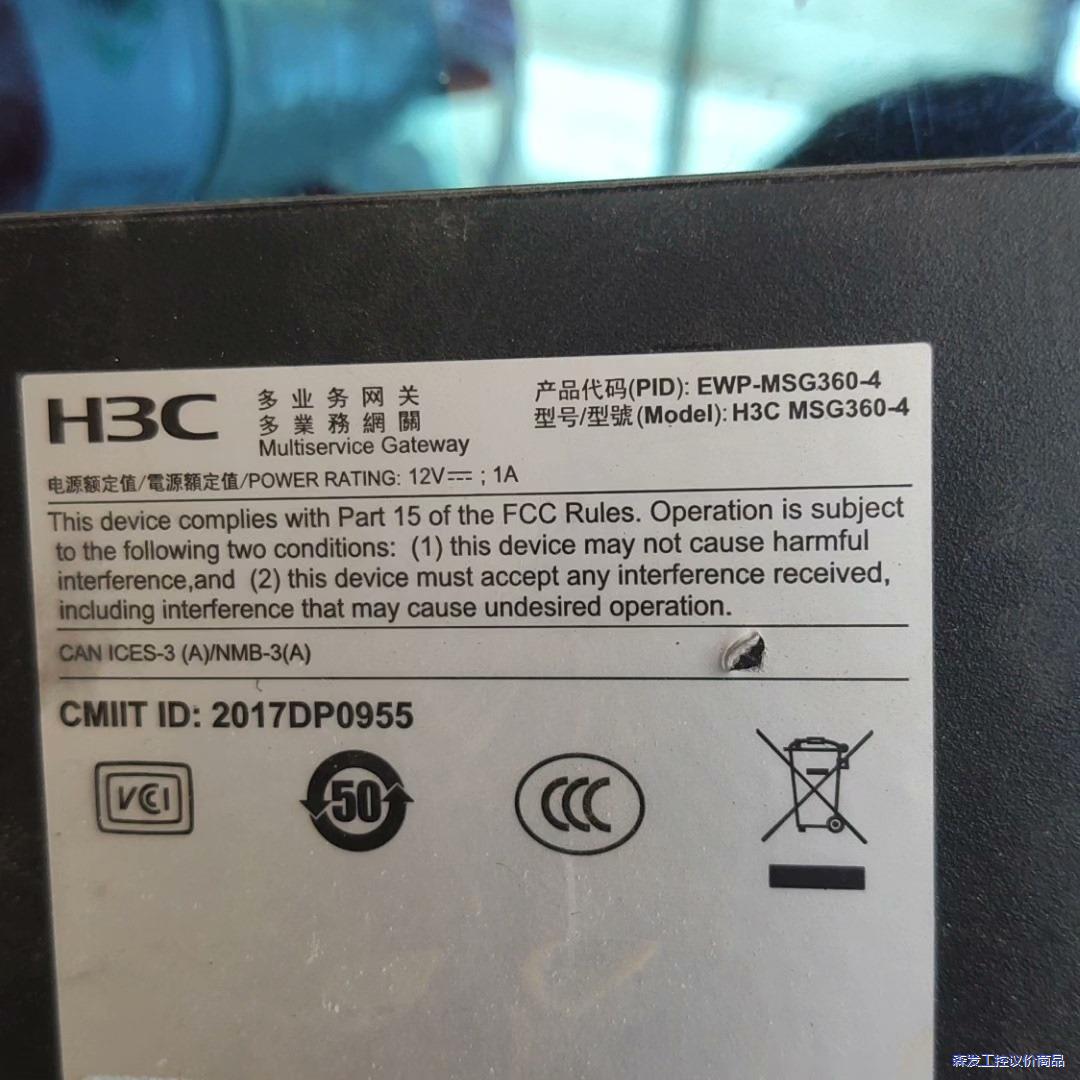 H3C
多业务网关
多業務網關
Multiservice Gateway
产品代码(PID): EWP-MSG360-4
型号/型號(Model): H3C MSG360-4
电源额定值/電源額定值/POWER RATING: 12V⎓ ; 1A
This device complies with Part 15 of the FCC Rules. Operation is subject
to the following two conditions: (1) this device may not cause harmful
interference,and (2) this device must accept any interference received,
including interference that may cause undesired operation.
CAN ICES-3 (A)/NMB-3(A)
CMIIT ID: 2017DP0955
VCI
50
CCC
森发工控议价商品